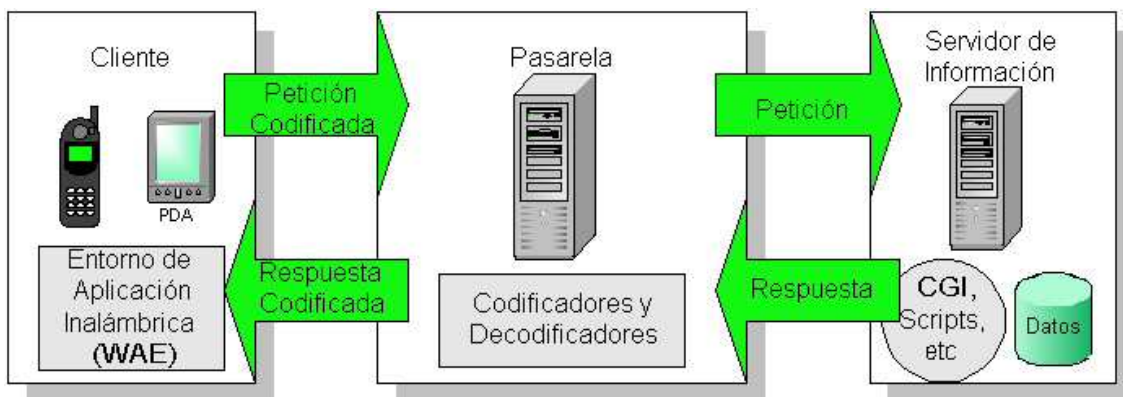 Cliente
PDA
Entorno de
Aplicación
Inalámbrica
(WAE)
Petición
Codificada
Respuesta
Codificada
Pasarela
Codificadores y
Decodificadores
Petición
Respuesta
Servidor de
Información
CGI,
Scripts,
etc
Datos